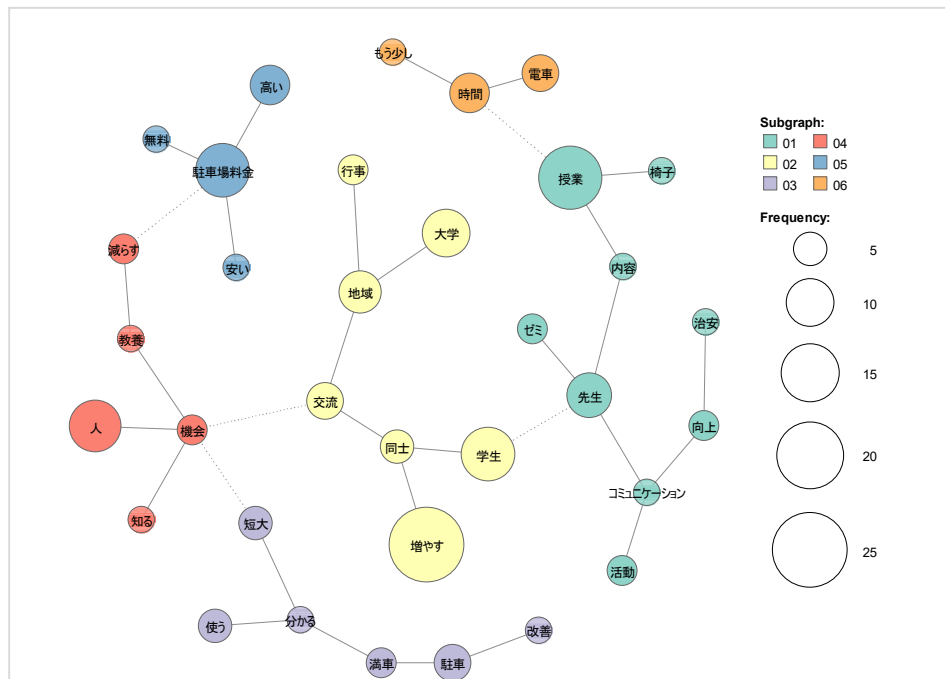 もう少し
電車
時間
高い
無料
駐車場料金
安い
減らす
教養
人
機会
知る
行事
大学
地域
交流
同士
学生
増やす
授業
椅子
内容
ゼミ
先生
治安
向上
コミュニケーション
活動
短大
使う
分かる
満車
駐車
改善
Subgraph:
01 04
02 05
03 06
Frequency:
5
10
15
20
25